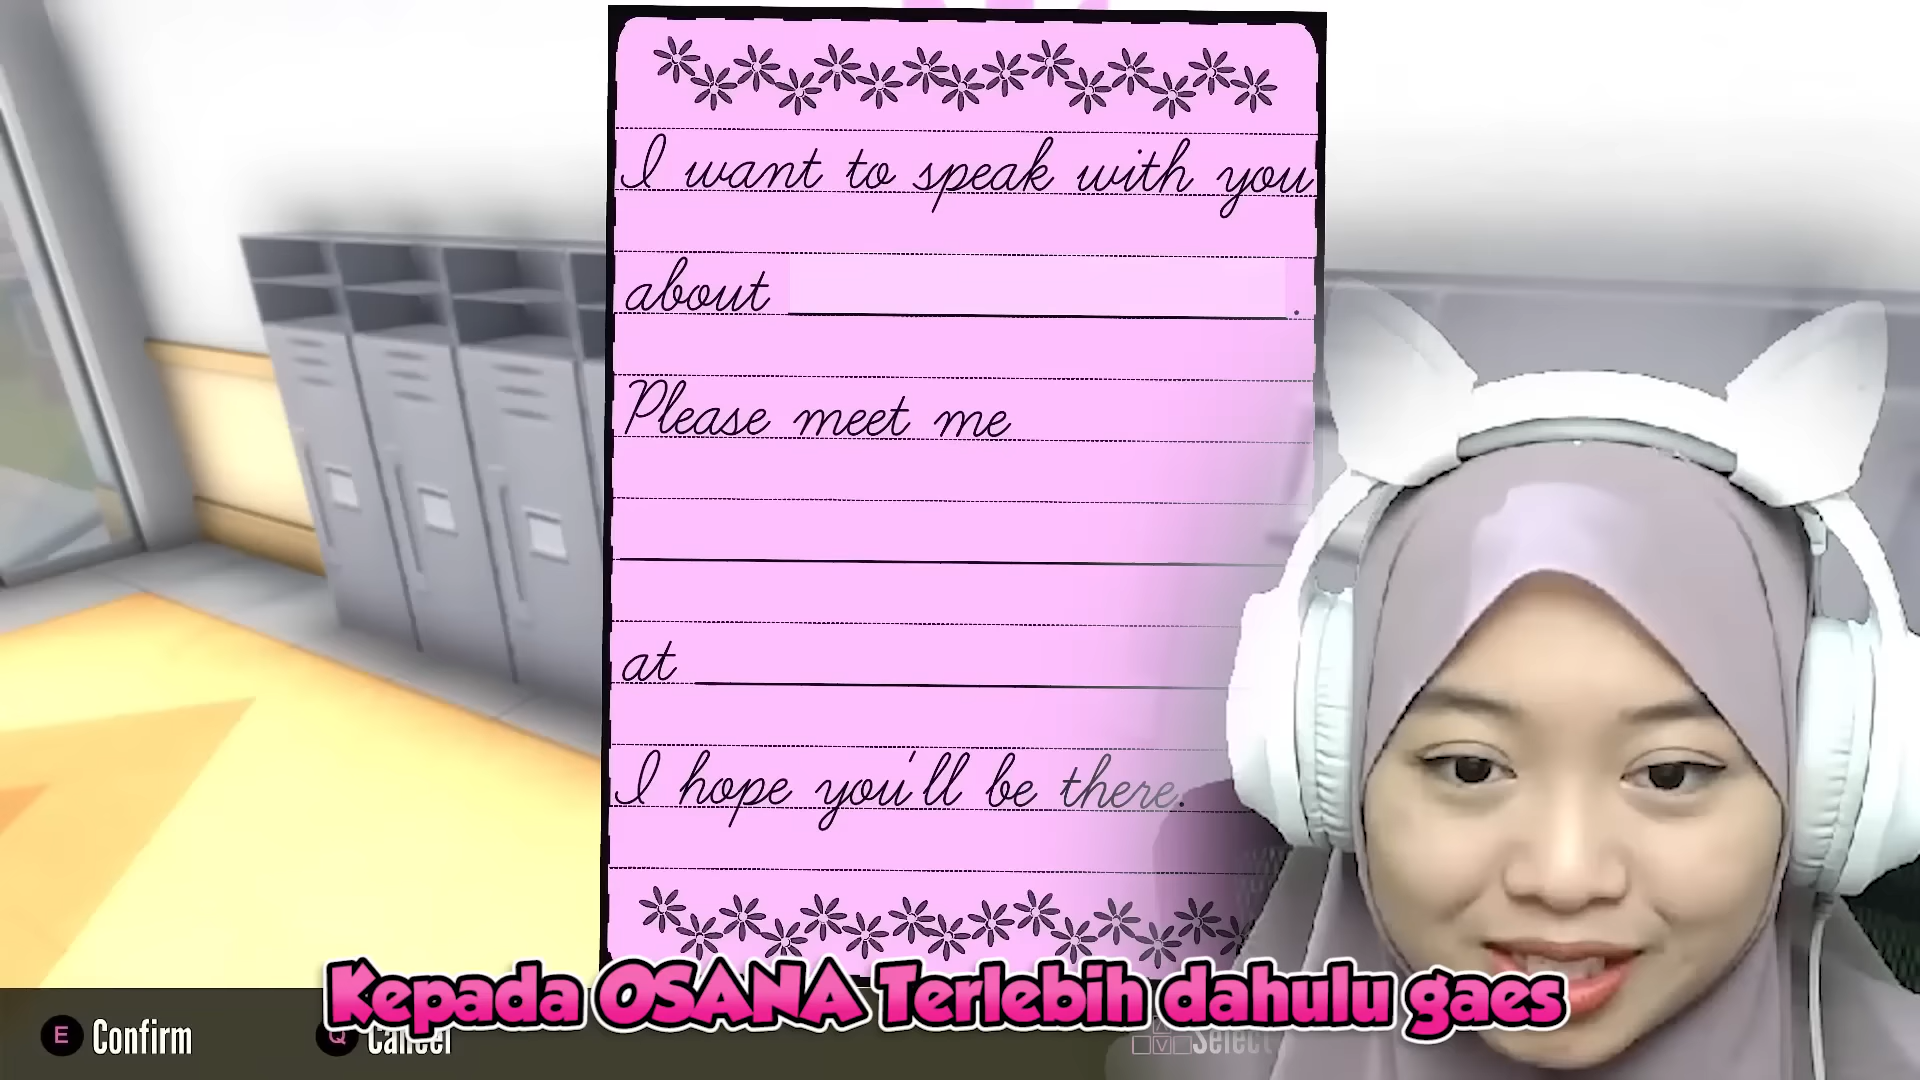 I want to speak with you
about .
Please meet me
at
I hope you'll be there.
Kepada OSANA Terlebih dahulu gaes
E Confirm
Q Cancel
Select